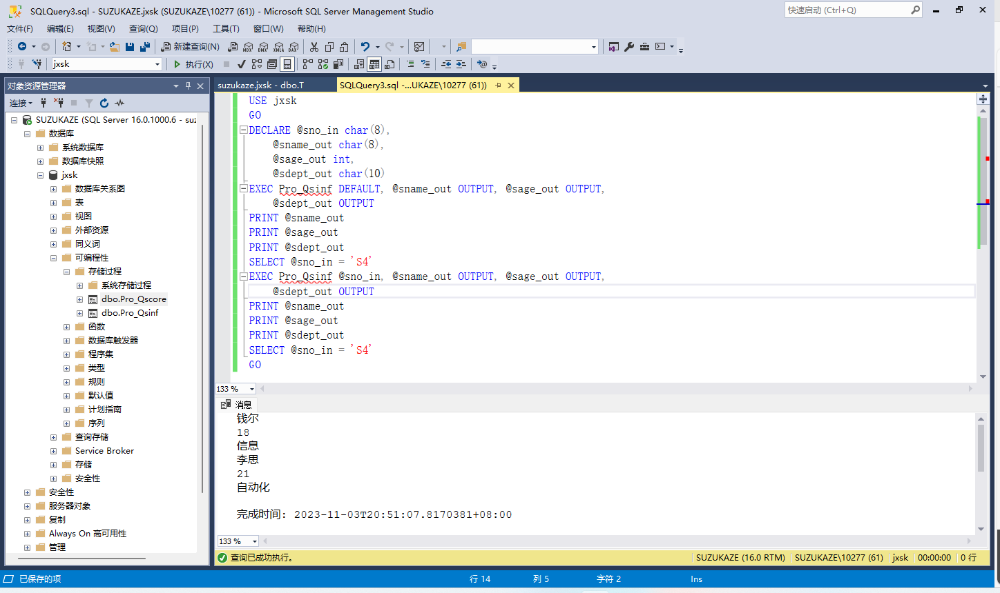 SQLQuery3.sql - SUZUKAZE.jxsk (SUZUKAZE\10277 (61)) - Microsoft SQL Server Management Studio
快速启动 (Ctrl+Q)
文件(F) 编辑(E) 视图(V) 查询(Q) 项目(P) 工具(T) 窗口(W) 帮助(H)
新建查询(N) MDX DMX XMLA DAX
jxsk 执行(X)
对象资源管理器
连接
SUZUKAZE (SQL Server 16.0.1000.6 - suz
数据库
系统数据库
数据库快照
jxsk
数据库关系图
表
视图
外部资源
同义词
可编程性
存储过程
系统存储过程
dbo.Pro_Qscore
dbo.Pro_Qsinf
函数
数据库触发器
程序集
类型
规则
默认值
计划指南
序列
查询存储
Service Broker
存储
安全性
安全性
服务器对象
复制
Always On 高可用性
管理
suzukaze.jxsk - dbo.T
SQLQuery3.sql -...UKAZE\10277 (61))
USE jxsk
GO
DECLARE @sno_in char(8),
@sname_out char(8),
@sage_out int,
@sdept_out char(10)
EXEC Pro_Qsinf DEFAULT, @sname_out OUTPUT, @sage_out OUTPUT,
@sdept_out OUTPUT
PRINT @sname_out
PRINT @sage_out
PRINT @sdept_out
SELECT @sno_in = 'S4'
EXEC Pro_Qsinf @sno_in, @sname_out OUTPUT, @sage_out OUTPUT,
@sdept_out OUTPUT
PRINT @sname_out
PRINT @sage_out
PRINT @sdept_out
SELECT @sno_in = 'S4'
GO
133 %
消息
钱尔
18
信息
李思
21
自动化
完成时间: 2023-11-03T20:51:07.8170381+08:00
133 %
查询已成功执行。 SUZUKAZE (16.0 RTM) SUZUKAZE\10277 (61) jxsk 00:00:00 0 行
已保存的项 行 14 列 5 字符 2 Ins